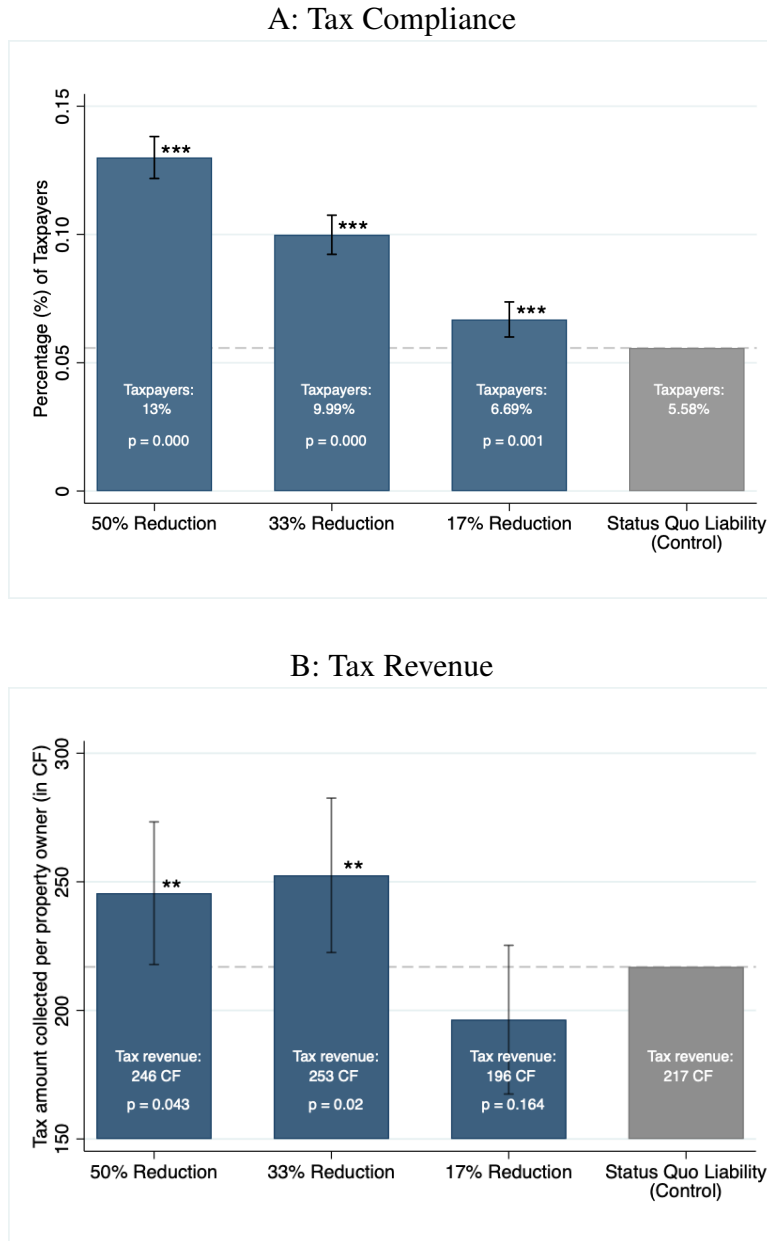 A: Tax Compliance
Percentage (%) of Taxpayers
0.15
0.10
0.05
0
***
***
***
Taxpayers:
13%
p = 0.000
Taxpayers:
9.99%
p = 0.000
Taxpayers:
6.69%
p = 0.001
Taxpayers:
5.58%
50% Reduction
33% Reduction
17% Reduction
Status Quo Liability
(Control)
B: Tax Revenue
Tax amount collected per property owner (in CF)
300
250
200
150
**
**
Tax revenue:
246 CF
p = 0.043
Tax revenue:
253 CF
p = 0.02
Tax revenue:
196 CF
p = 0.164
Tax revenue:
217 CF
50% Reduction
33% Reduction
17% Reduction
Status Quo Liability
(Control)